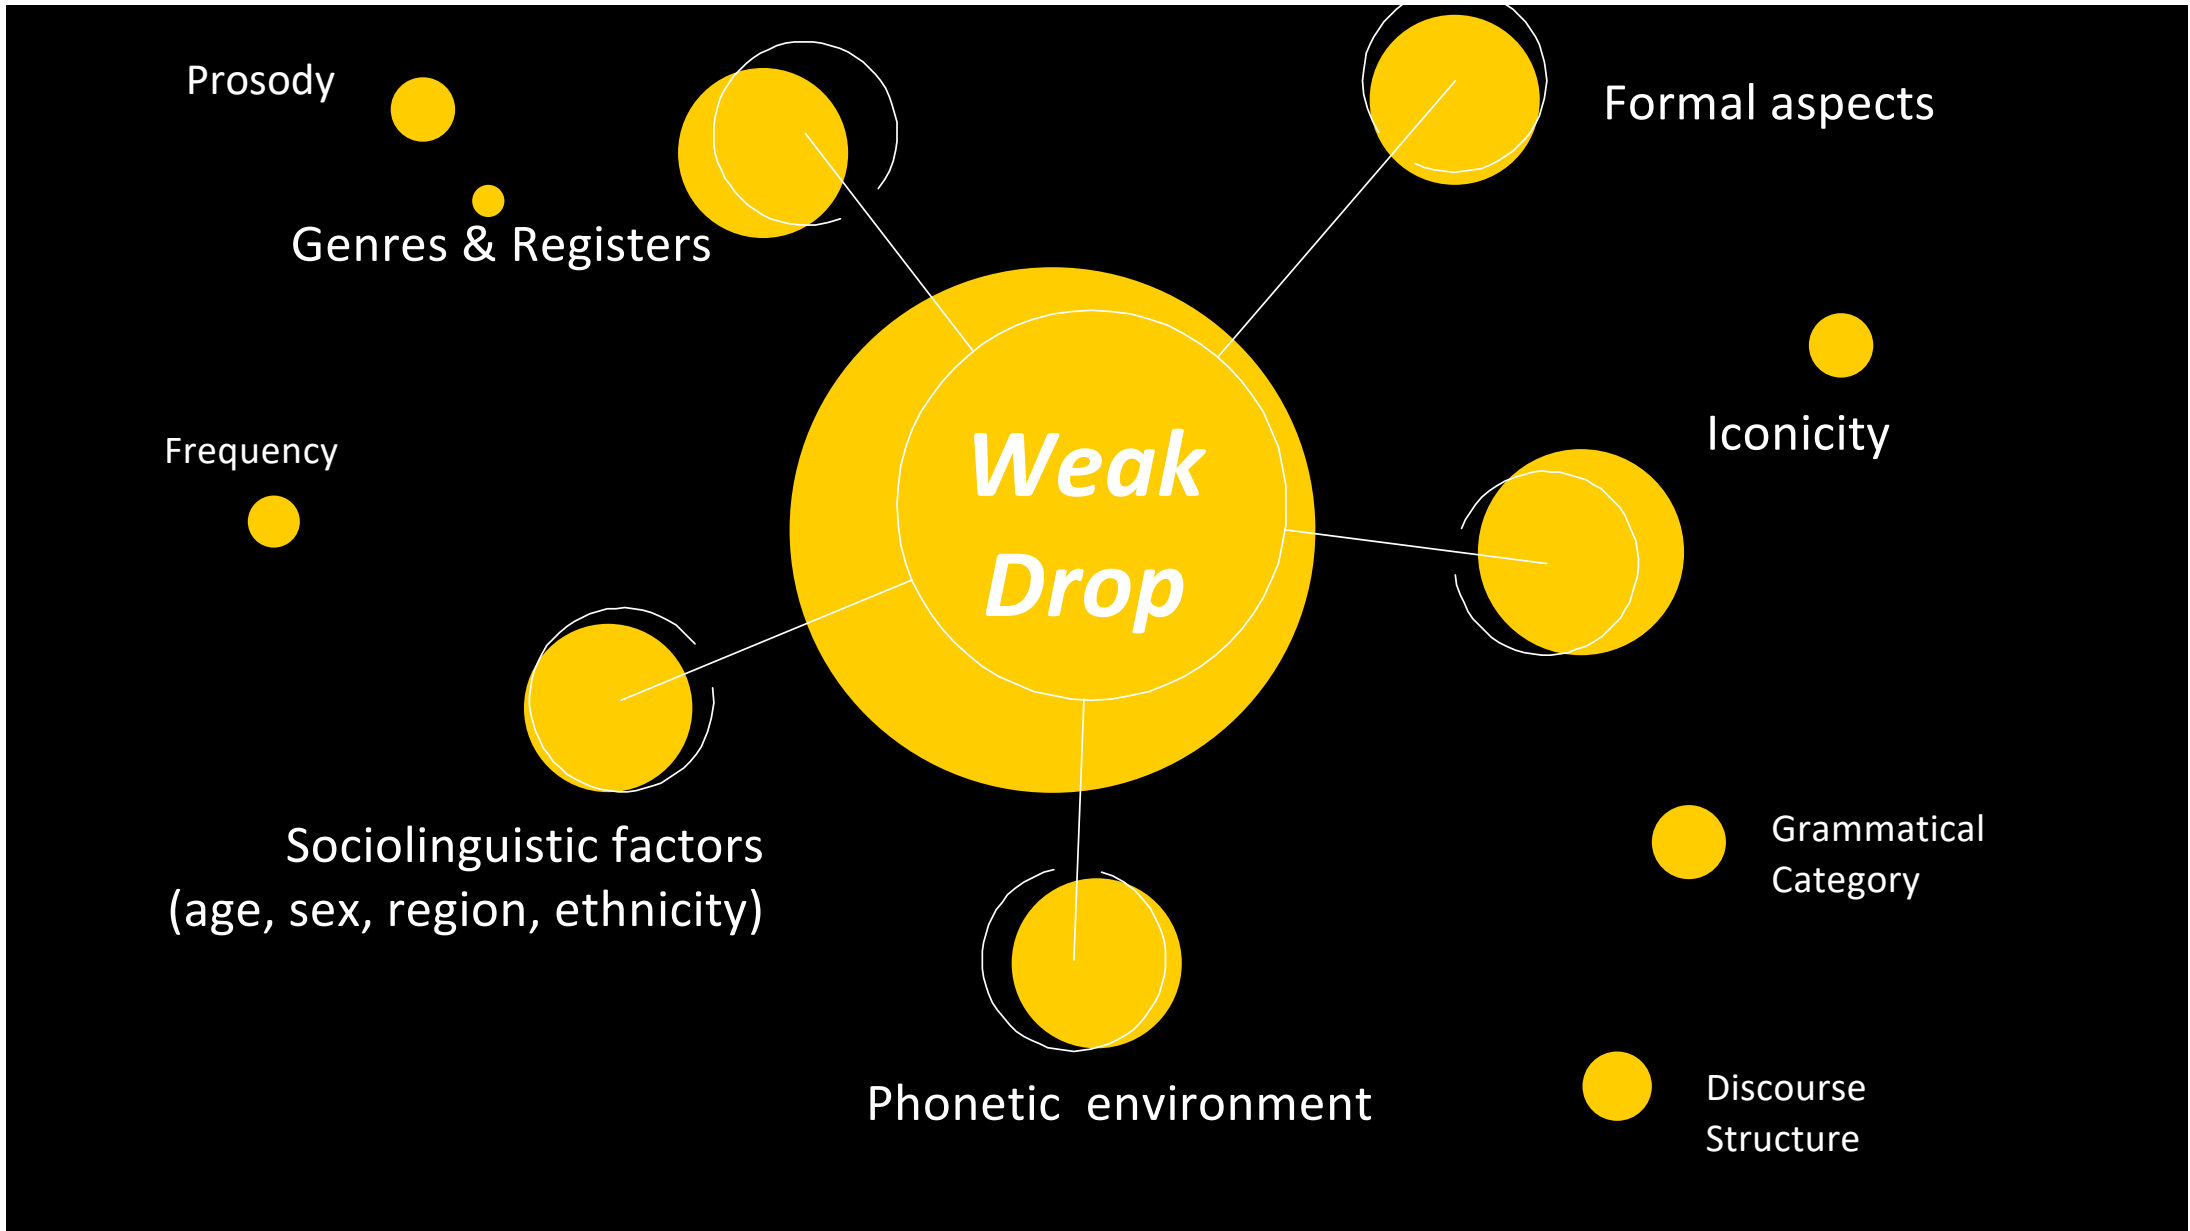 Prosody
Formal aspects
Genres & Registers
Iconicity
Frequency
Weak
Drop
Sociolinguistic factors
(age, sex, region, ethnicity)
Grammatical
Category
Phonetic environment
Discourse
Structure